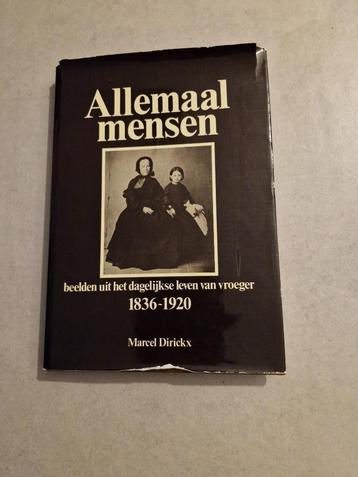 Allemaal
mensen
beelden uit het dagelijkse leven van vroeger
1836-1920
Marcel Dirickx